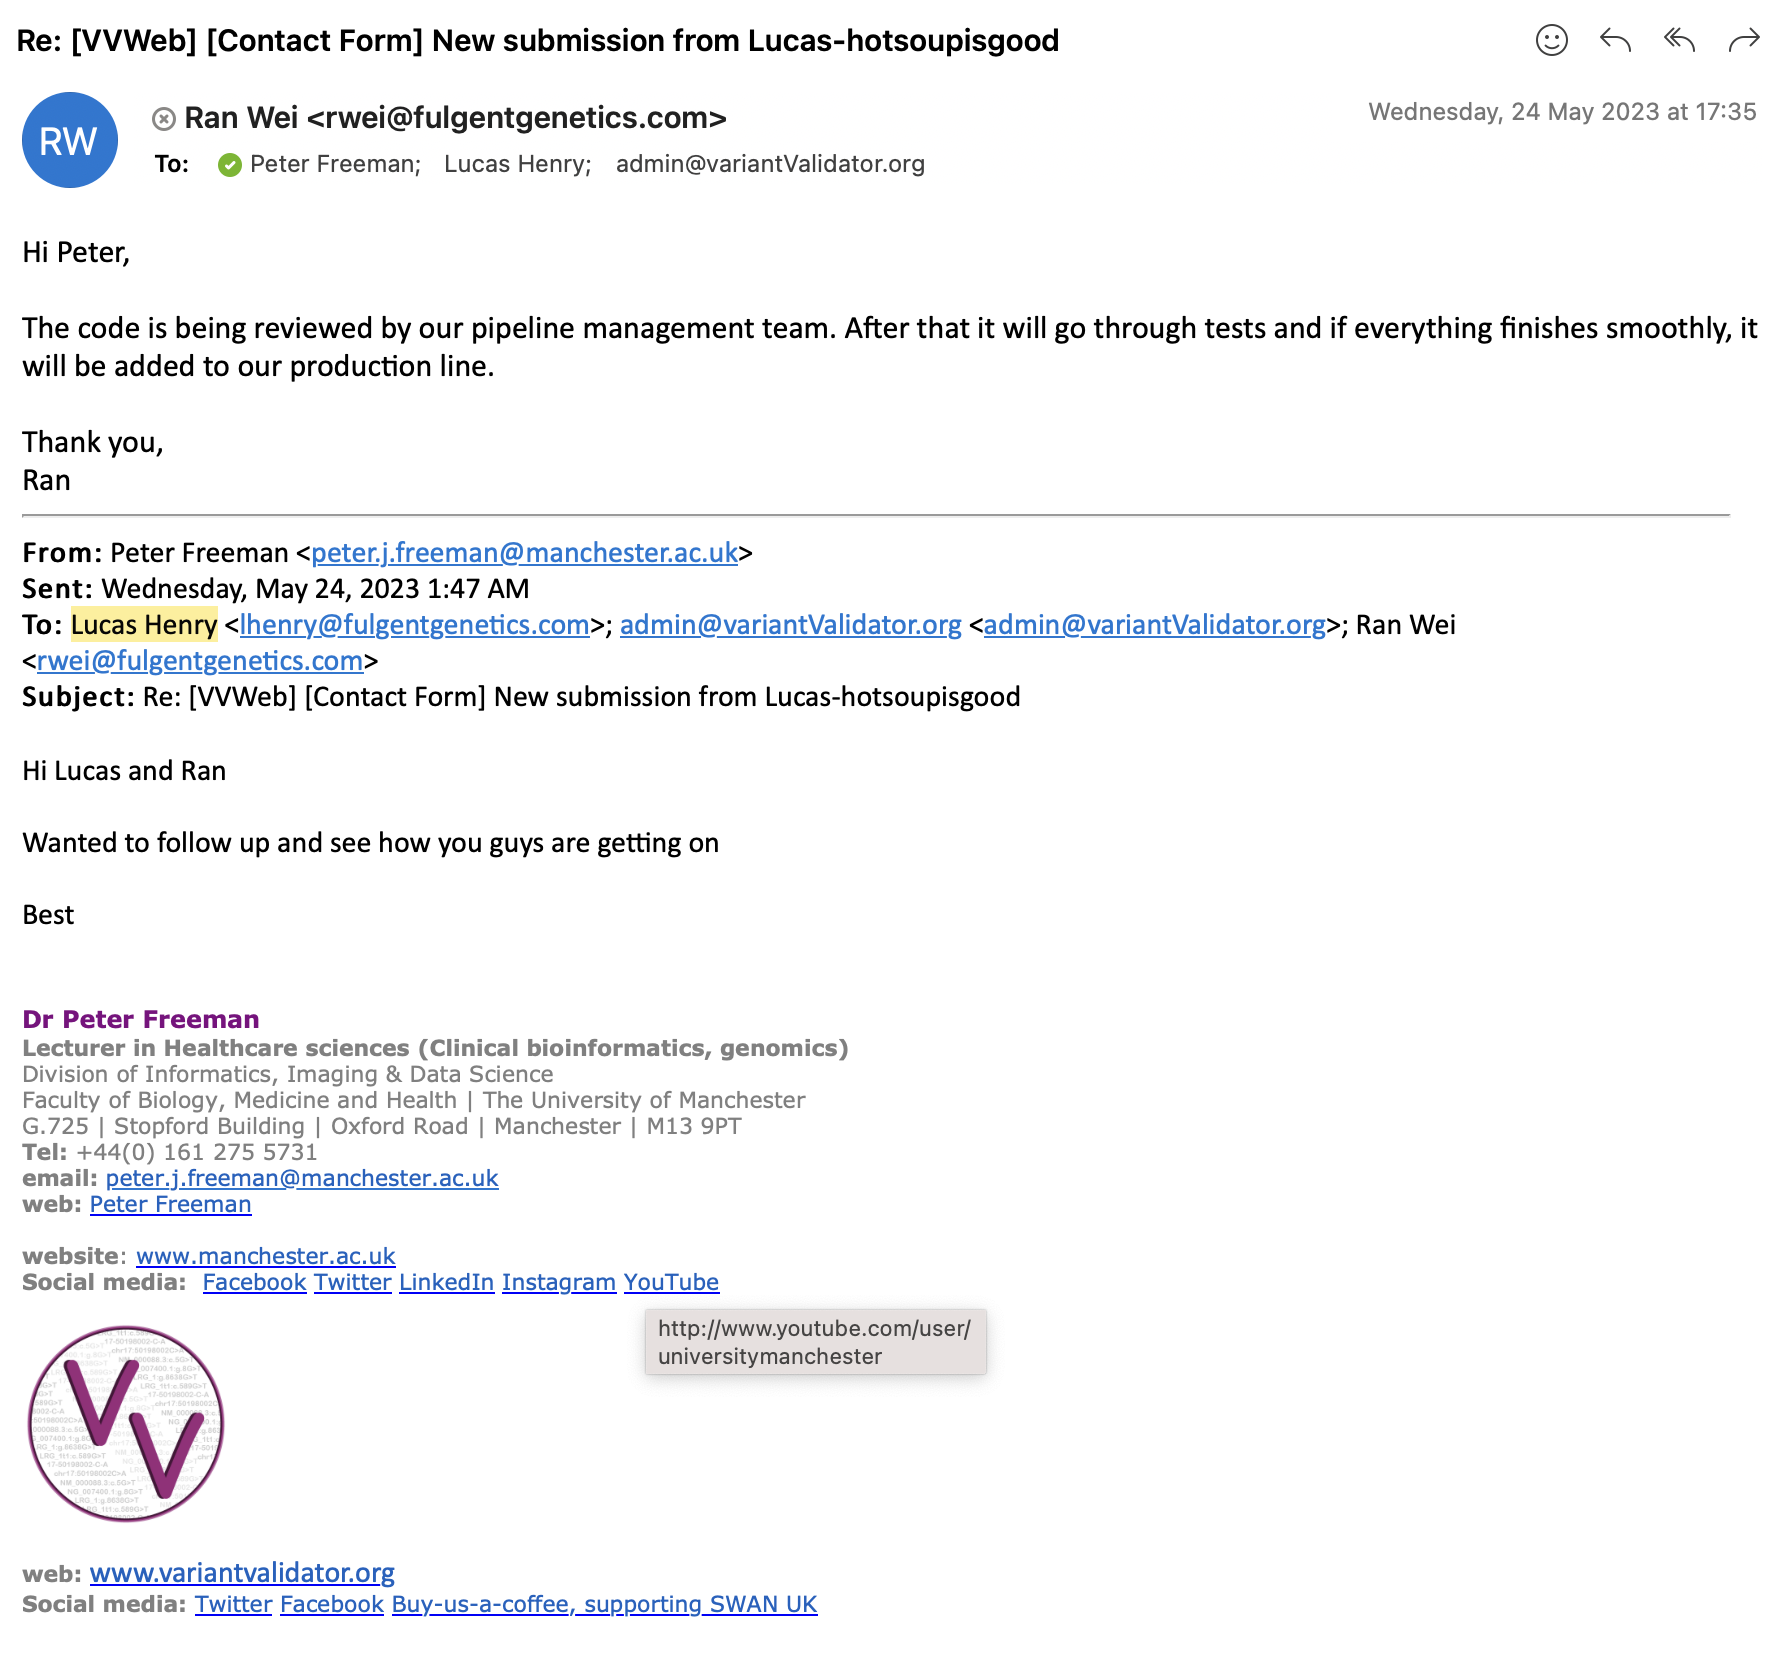 Re: [VVWeb] [Contact Form] New submission from Lucas-hotsoupisgood
RW
Ran Wei <rwei@fulgentgenetics.com>
Wednesday, 24 May 2023 at 17:35
To: Peter Freeman; Lucas Henry; admin@variantValidator.org
Hi Peter,
The code is being reviewed by our pipeline management team. After that it will go through tests and if everything finishes smoothly, it
will be added to our production line.
Thank you,
Ran
From: Peter Freeman <peter.j.freeman@manchester.ac.uk>
Sent: Wednesday, May 24, 2023 1:47 AM
To: Lucas Henry <lhenry@fulgentgenetics.com>; admin@variantValidator.org <admin@variantValidator.org>; Ran Wei
<rwei@fulgentgenetics.com>
Subject: Re: [VVWeb] [Contact Form] New submission from Lucas-hotsoupisgood
Hi Lucas and Ran
Wanted to follow up and see how you guys are getting on
Best
Dr Peter Freeman
Lecturer in Healthcare sciences (Clinical bioinformatics, genomics)
Division of Informatics, Imaging & Data Science
Faculty of Biology, Medicine and Health | The University of Manchester
G.725 | Stopford Building | Oxford Road | Manchester | M13 9PT
Tel: +44(0) 161 275 5731
email: peter.j.freeman@manchester.ac.uk
web: Peter Freeman
website: www.manchester.ac.uk
Social media: Facebook Twitter LinkedIn Instagram YouTube
http://www.youtube.com/user/
universitymanchester
VV
web: www.variantvalidator.org
Social media: Twitter Facebook Buy-us-a-coffee, supporting SWAN UK